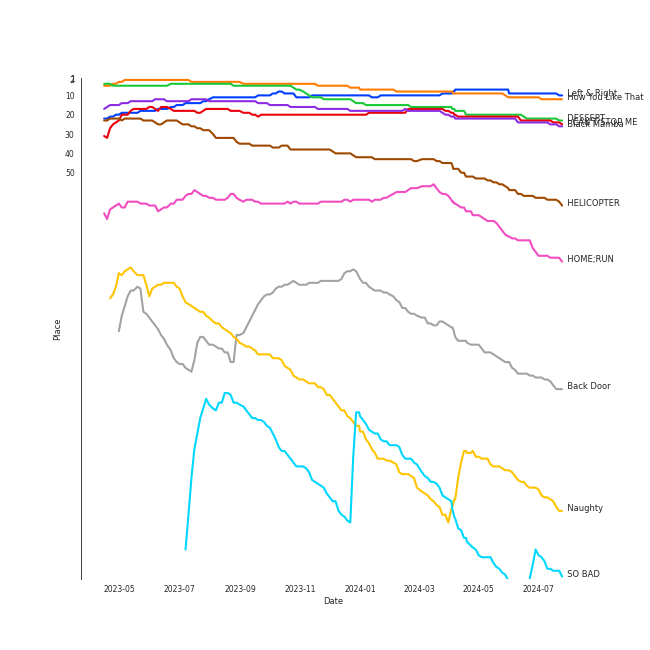 1
10
20
30
40
50
Place
Left & Right
How You Like That
DESSERT
Black Mamba
HELICOPTER
HOME;RUN
Back Door
Naughty
SO BAD
2023-05
2023-07
2023-09
2023-11
2024-01
2024-03
2024-05
2024-07
Date